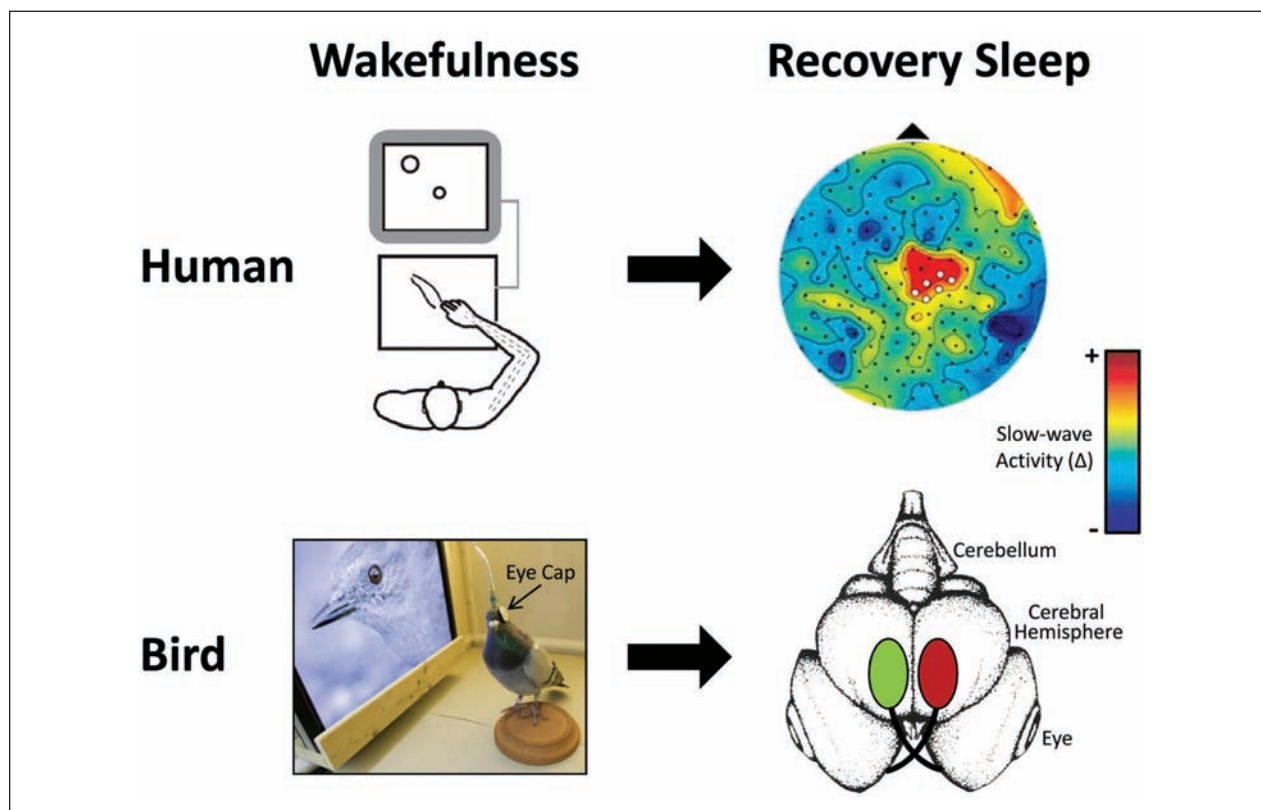 Wakefulness
Recovery Sleep
Human
+
Slow-wave
Activity (Δ)
-
Bird
Eye Cap
Cerebellum
Cerebral
Hemisphere
Eye